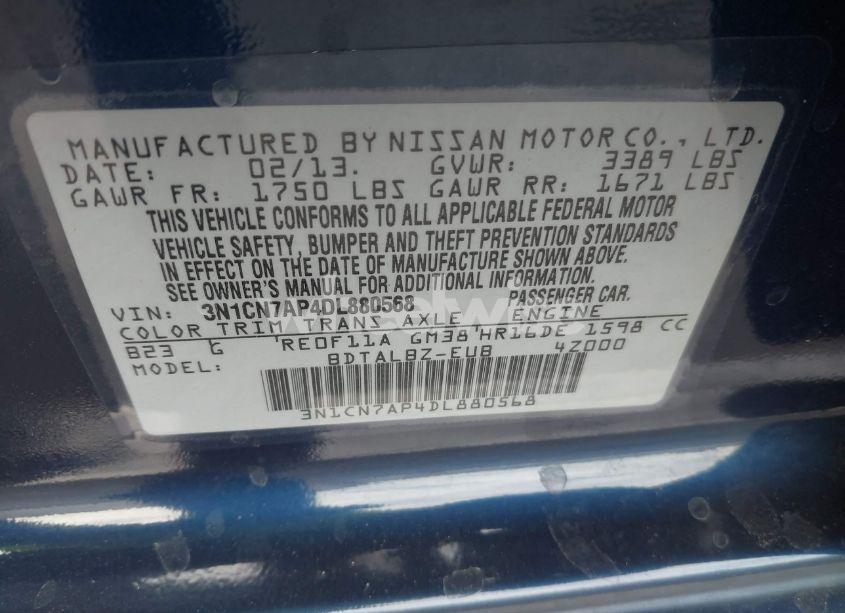 MANUFACTURED BY NISSAN MOTOR CO., LTD.
DATE: 02/13. GVWR: 3389 LBS
GAWR FR: 1750 LBS GAWR RR: 1671 LBS
THIS VEHICLE CONFORMS TO ALL APPLICABLE FEDERAL MOTOR
VEHICLE SAFETY, BUMPER AND THEFT PREVENTION STANDARDS
IN EFFECT ON THE DATE OF MANUFACTURE SHOWN ABOVE.
SEE OWNER'S MANUAL FOR ADDITIONAL INFORMATION
VIN: 3N1CN7AP4DL880568 PASSENGER CAR.
COLOR TRIM TRANS AXLE ENGINE
B23 G RE0F11A GM38 HR16DE 1598 CC
MODEL: BDTALBZ-EUB 4Z000
3N1CN7AP4DL880568